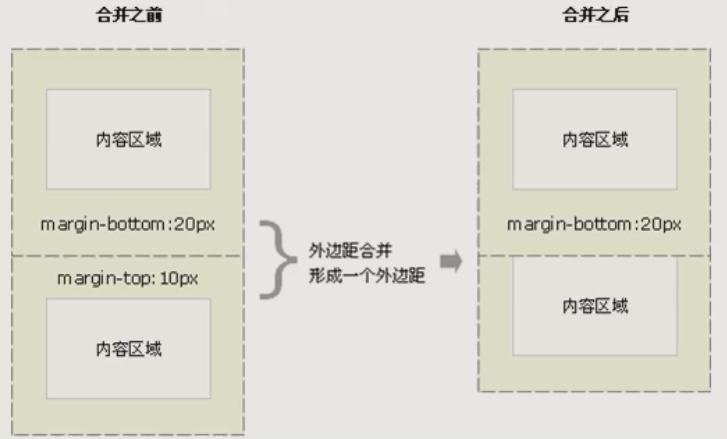 合并之前
合并之后
内容区域
margin-bottom:20px
margin-top:10px
内容区域
外边距合并
形成一个外边距
内容区域
margin-bottom:20px
内容区域